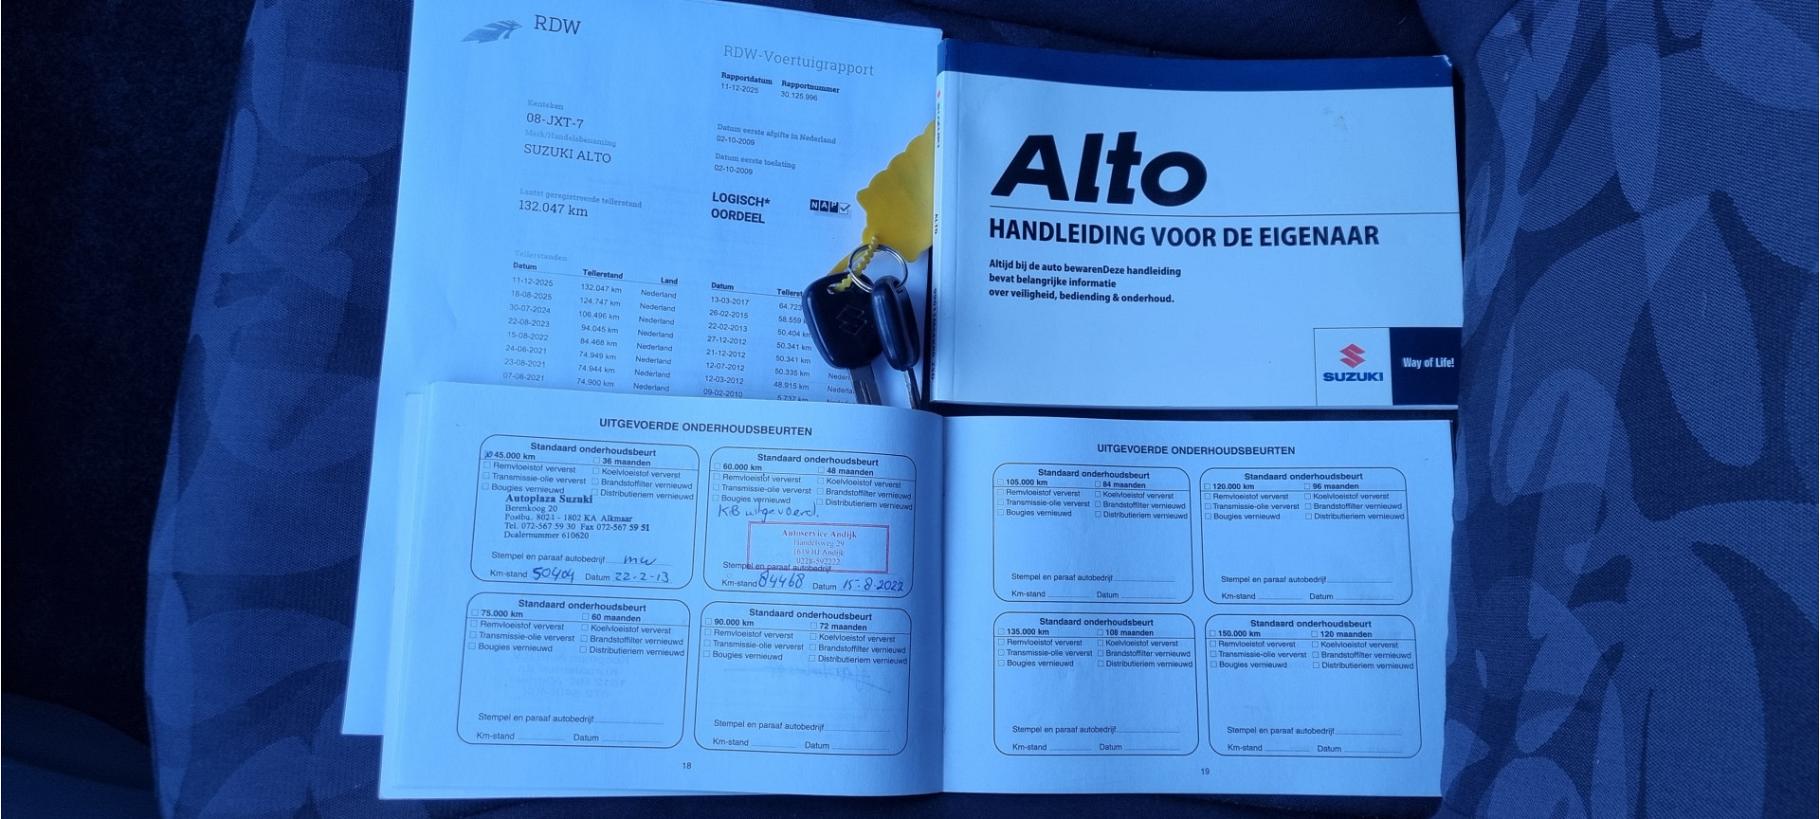 RDW
RDW-Voertuigrapport
Rapportdatum Rapportnummer
11-12-2025 30.125.996
Kenteken
08-JXT-7
Merk/Handelsbenaming
SUZUKI ALTO
Datum eerste afgifte in Nederland
02-10-2009
Datum eerste toelating
02-10-2009
Laatst geregistreerde tellerstand
132.047 km
LOGISCH*
OORDEEL
NAP
Tellerstanden
Datum Tellerstand Land Datum
11-12-2025 132.047 km Nederland 13-03-2017 64.723
18-08-2025 124.747 km Nederland 26-02-2015 58.559
30-07-2024 106.496 km Nederland 22-02-2013 50.404 km
22-08-2023 94.045 km Nederland 27-12-2012 50.341 km
15-08-2022 84.468 km Nederland 21-12-2012 50.341 km
24-08-2021 74.949 km Nederland 12-07-2012 50.335 km
23-08-2021 74.944 km Nederland 12-03-2012 48.915 km
07-08-2021 74.900 km Nederland 09-02-2010 5.737 km
Alto
HANDLEIDING VOOR DE EIGENAAR
Altijd bij de auto bewarenDeze handleiding
bevat belangrijke informatie
over veiligheid, bediending & onderhoud.
SUZUKI
Way of Life!
UITGEVOERDE ONDERHOUDSBEURTEN
Standaard onderhoudsbeurt
45.000 km 36 maanden
Remvloeistof ververst Koelvloeistof ververst
Transmissie-olie ververst Brandstoffilter vernieuwd
Bougies vernieuwd Distributieriem vernieuwd
Autoplaza Suzuki
Berenkoog 20
Postbu. 8024 - 1802 KA Alkmaar
Tel. 072-567 59 30 Fax 072-567 59 51
Dealernummer 610620
Stempel en paraaf autobedrijf mw
Km-stand 50404 Datum 22-2-13
Standaard onderhoudsbeurt
60.000 km 48 maanden
Remvloeistof ververst Koelvloeistof ververst
Transmissie-olie ververst Brandstoffilter vernieuwd
Bougies vernieuwd Distributieriem vernieuwd
KB uitgevoerd.
Autoservice Andijk
Handelsweg 29
1619 BJ Andijk
0228-592222
Stempel en paraaf autobedrijf
Km-stand 84468 Datum 15-8-2022
Standaard onderhoudsbeurt
75.000 km 60 maanden
Remvloeistof ververst Koelvloeistof ververst
Transmissie-olie ververst Brandstoffilter vernieuwd
Bougies vernieuwd Distributieriem vernieuwd
Stempel en paraaf autobedrijf
Km-stand Datum
Standaard onderhoudsbeurt
90.000 km 72 maanden
Remvloeistof ververst Koelvloeistof ververst
Transmissie-olie ververst Brandstoffilter vernieuwd
Bougies vernieuwd Distributieriem vernieuwd
Stempel en paraaf autobedrijf
Km-stand Datum
18
UITGEVOERDE ONDERHOUDSBEURTEN
Standaard onderhoudsbeurt
105.000 km 84 maanden
Remvloeistof ververst Koelvloeistof ververst
Transmissie-olie ververst Brandstoffilter vernieuwd
Bougies vernieuwd Distributieriem vernieuwd
Stempel en paraaf autobedrijf
Km-stand Datum
Standaard onderhoudsbeurt
120.000 km 96 maanden
Remvloeistof ververst Koelvloeistof ververst
Transmissie-olie ververst Brandstoffilter vernieuwd
Bougies vernieuwd Distributieriem vernieuwd
Stempel en paraaf autobedrijf
Km-stand Datum
Standaard onderhoudsbeurt
135.000 km 108 maanden
Remvloeistof ververst Koelvloeistof ververst
Transmissie-olie ververst Brandstoffilter vernieuwd
Bougies vernieuwd Distributieriem vernieuwd
Stempel en paraaf autobedrijf
Km-stand Datum
Standaard onderhoudsbeurt
150.000 km 120 maanden
Remvloeistof ververst Koelvloeistof ververst
Transmissie-olie ververst Brandstoffilter vernieuwd
Bougies vernieuwd Distributieriem vernieuwd
Stempel en paraaf autobedrijf
Km-stand Datum
19